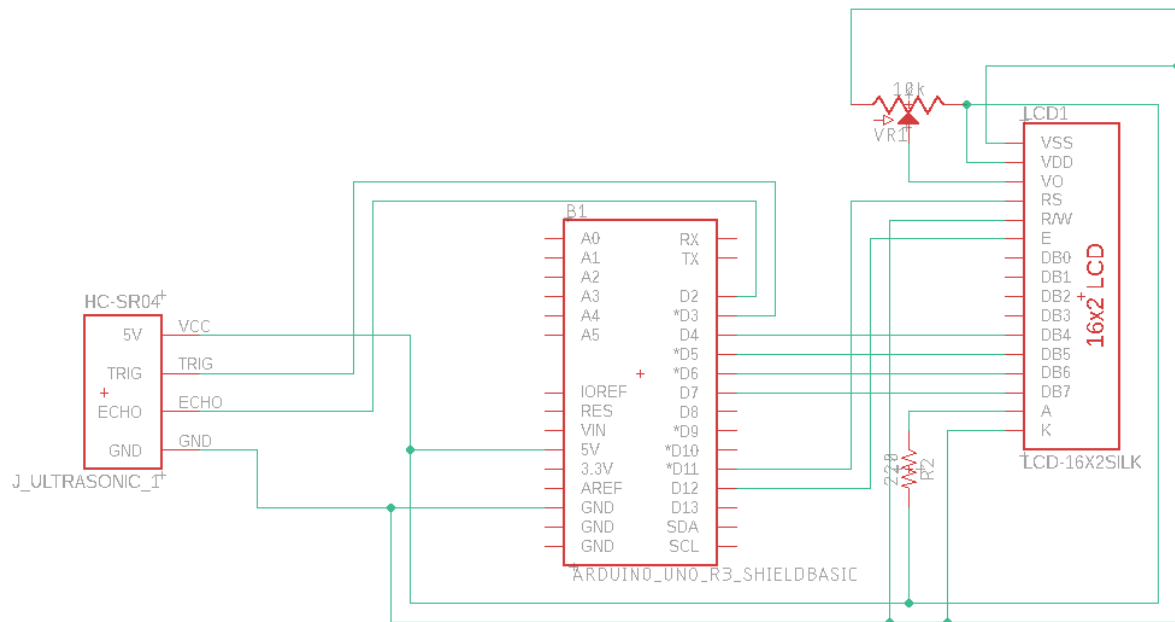 10k
VR1
LCD1
VSS
VDD
VO
RS
R/W
E
DB0
DB1
DB2
DB3
DB4
DB5
DB6
DB7
A
K
16x2 LCD
LCD-16X2SILK
B1
A0
A1
A2
A3
A4
A5
IOREF
RES
VIN
5V
3.3V
AREF
GND
GND
GND
RX
TX
D2
*D3
D4
*D5
*D6
D7
D8
*D9
*D10
*D11
D12
D13
SDA
SCL
ARDUINO_UNO_R3_SHIELDBASIC
HC-SR04
5V
VCC
TRIG
TRIG
ECHO
ECHO
GND
GND
J_ULTRASONIC_1
220
R2